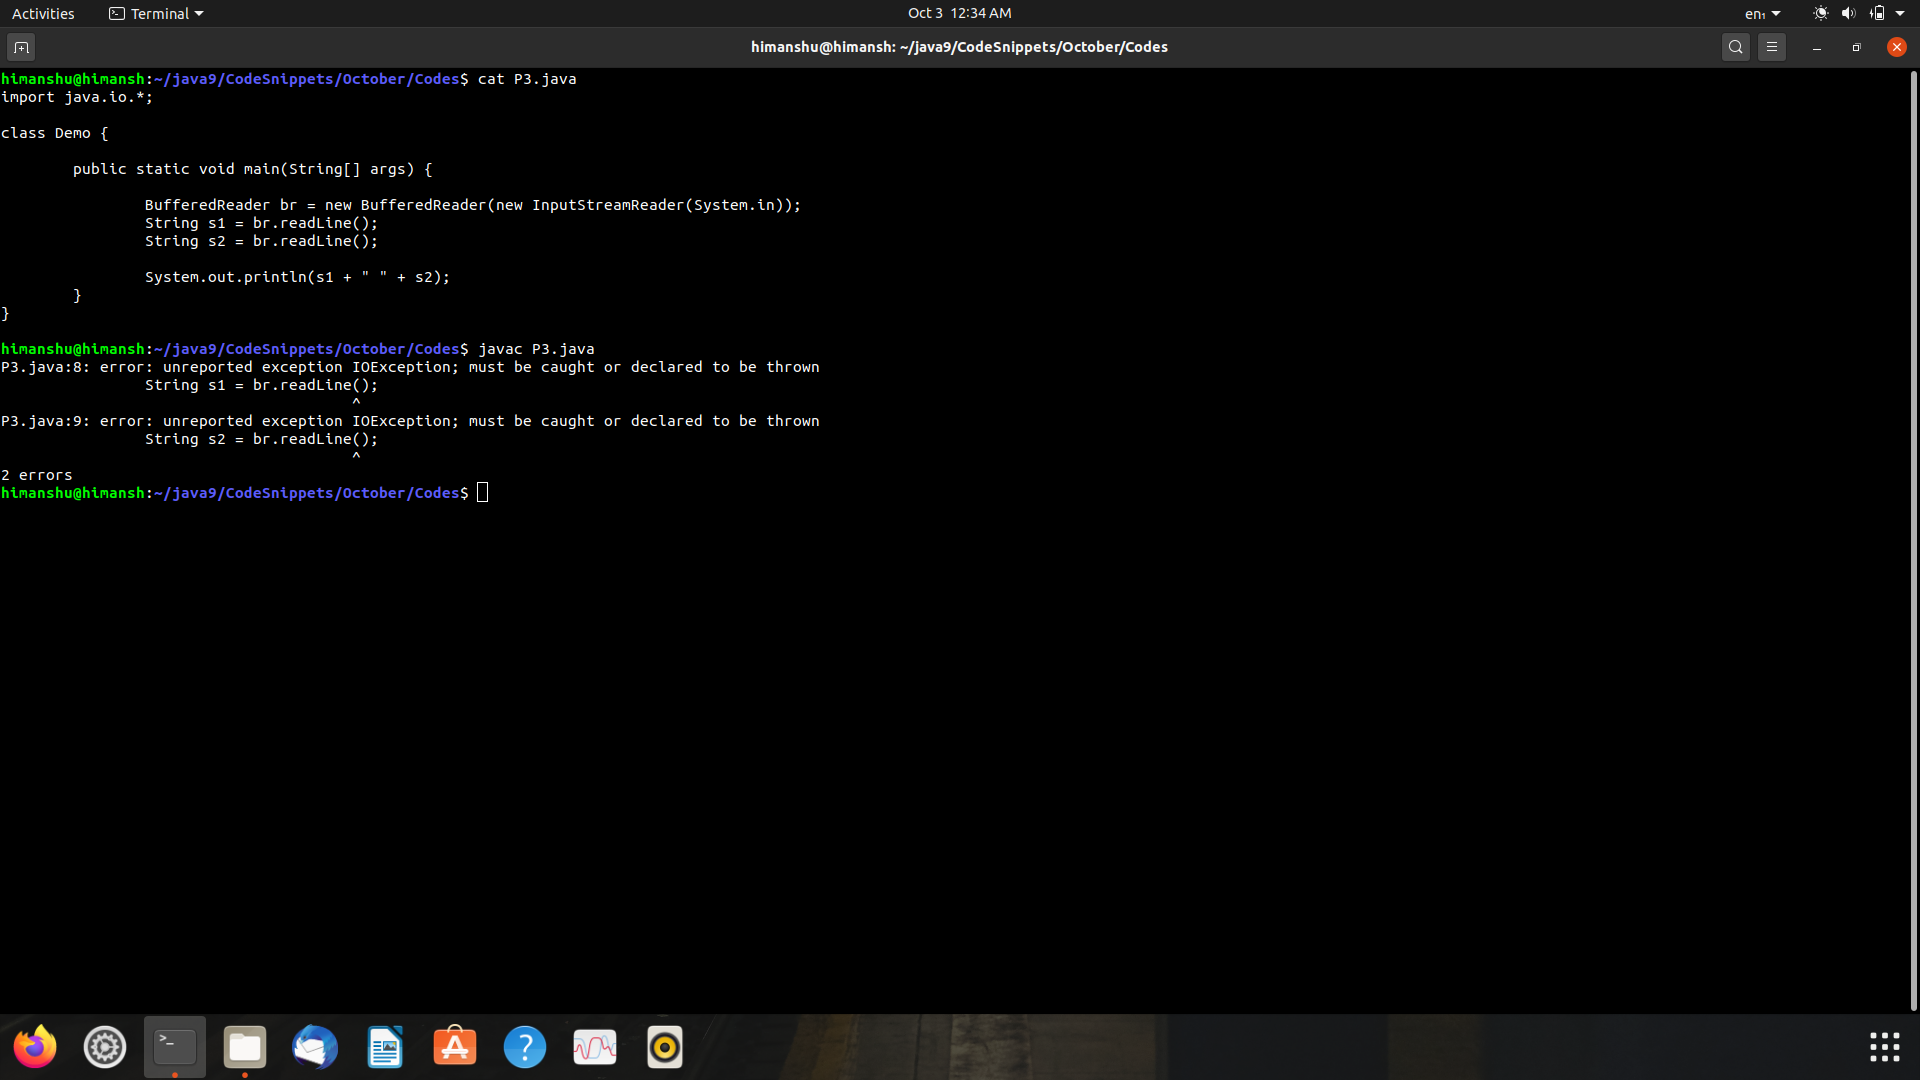 Activities Terminal Oct 3 12:34 AM en₁
himanshu@himansh: ~/java9/CodeSnippets/October/Codes
himanshu@himansh:~/java9/CodeSnippets/October/Codes$ cat P3.java
import java.io.*;
class Demo {
public static void main(String[] args) {
BufferedReader br = new BufferedReader(new InputStreamReader(System.in));
String s1 = br.readLine();
String s2 = br.readLine();
System.out.println(s1 + " " + s2);
}
}
himanshu@himansh:~/java9/CodeSnippets/October/Codes$ javac P3.java
P3.java:8: error: unreported exception IOException; must be caught or declared to be thrown
String s1 = br.readLine();
^
P3.java:9: error: unreported exception IOException; must be caught or declared to be thrown
String s2 = br.readLine();
^
2 errors
himanshu@himansh:~/java9/CodeSnippets/October/Codes$